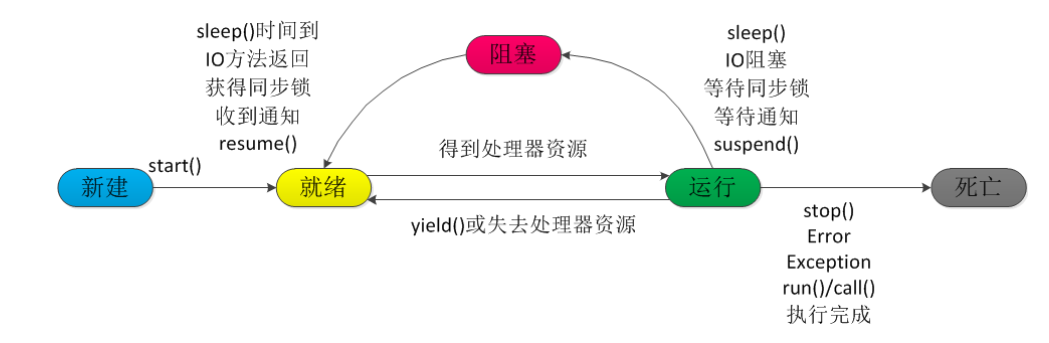 sleep()时间到
IO方法返回
获得同步锁
收到通知
resume()
阻塞
sleep()
IO阻塞
等待同步锁
等待通知
suspend()
新建
start()
就绪
得到处理器资源
yield()或失去处理器资源
运行
死亡
stop()
Error
Exception
run()/call()
执行完成